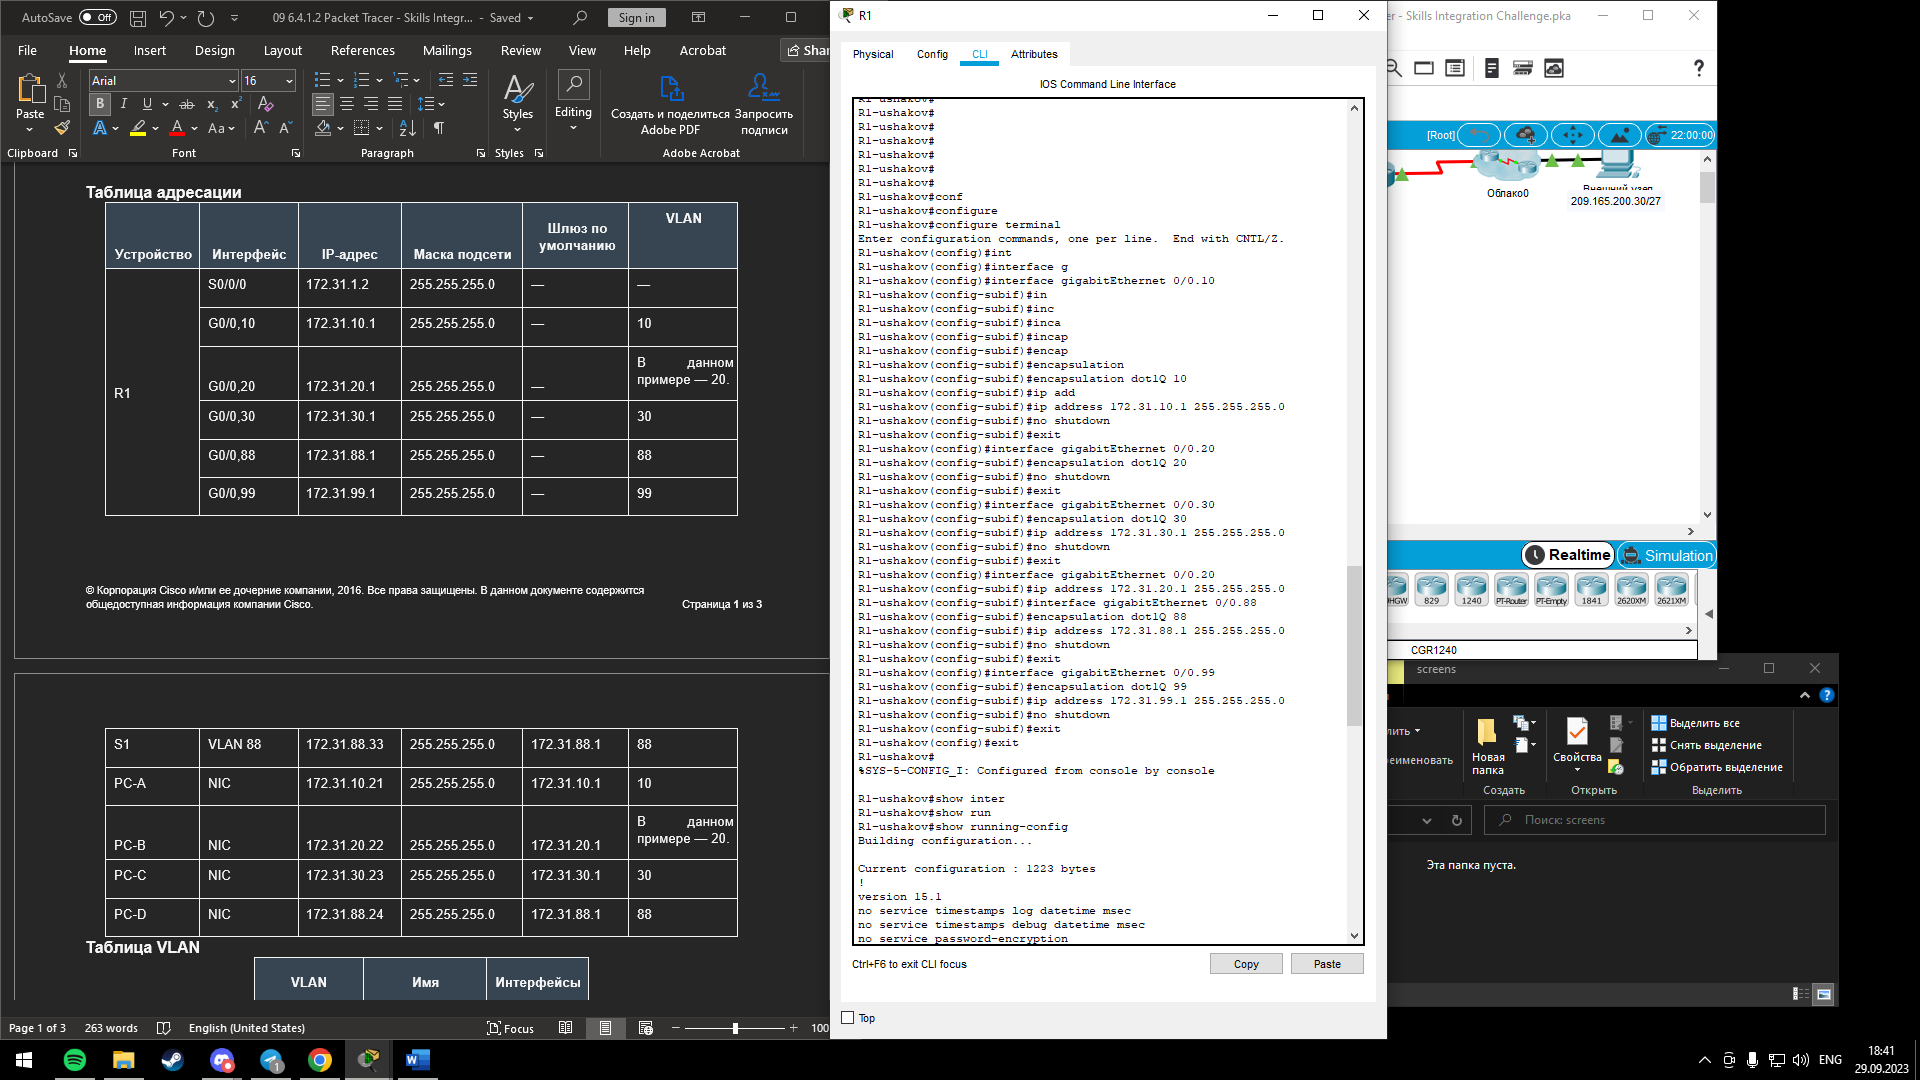 AutoSave Off
09 6.4.1.2 Packet Tracer - Skills Integr... — Saved
Sign in
File Home Insert Design Layout References Mailings Review View Help Acrobat Shar
Paste
Arial 16
Styles
Editing
Создать и поделиться Adobe PDF
Запросить подписи
Clipboard Font Paragraph Styles Adobe Acrobat
Таблица адресации
Устройство Интерфейс IP-адрес Маска подсети Шлюз по умолчанию VLAN
R1
S0/0/0 172.31.1.2 255.255.255.0 — —
G0/0,10 172.31.10.1 255.255.255.0 — 10
G0/0,20 172.31.20.1 255.255.255.0 — В данном примере — 20.
G0/0,30 172.31.30.1 255.255.255.0 — 30
G0/0,88 172.31.88.1 255.255.255.0 — 88
G0/0,99 172.31.99.1 255.255.255.0 — 99
© Корпорация Cisco и/или ее дочерние компании, 2016. Все права защищены. В данном документе содержится
общедоступная информация компании Cisco. Страница 1 из 3
S1 VLAN 88 172.31.88.33 255.255.255.0 172.31.88.1 88
PC-A NIC 172.31.10.21 255.255.255.0 172.31.10.1 10
PC-B NIC 172.31.20.22 255.255.255.0 172.31.20.1 В данном примере — 20.
PC-C NIC 172.31.30.23 255.255.255.0 172.31.30.1 30
PC-D NIC 172.31.88.24 255.255.255.0 172.31.88.1 88
Таблица VLAN
VLAN Имя Интерфейсы
Page 1 of 3 263 words English (United States) Focus 100
R1
Physical Config CLI Attributes
IOS Command Line Interface
R1-ushakov#
R1-ushakov#
R1-ushakov#
R1-ushakov#
R1-ushakov#
R1-ushakov#
R1-ushakov#
R1-ushakov#conf
R1-ushakov#configure
R1-ushakov#configure terminal
Enter configuration commands, one per line. End with CNTL/Z.
R1-ushakov(config)#int
R1-ushakov(config)#interface g
R1-ushakov(config)#interface gigabitEthernet 0/0.10
R1-ushakov(config-subif)#in
R1-ushakov(config-subif)#inc
R1-ushakov(config-subif)#inca
R1-ushakov(config-subif)#incap
R1-ushakov(config-subif)#encap
R1-ushakov(config-subif)#encapsulation
R1-ushakov(config-subif)#encapsulation dot1Q 10
R1-ushakov(config-subif)#ip add
R1-ushakov(config-subif)#ip address 172.31.10.1 255.255.255.0
R1-ushakov(config-subif)#no shutdown
R1-ushakov(config-subif)#exit
R1-ushakov(config)#interface gigabitEthernet 0/0.20
R1-ushakov(config-subif)#encapsulation dot1Q 20
R1-ushakov(config-subif)#no shutdown
R1-ushakov(config-subif)#exit
R1-ushakov(config)#interface gigabitEthernet 0/0.30
R1-ushakov(config-subif)#encapsulation dot1Q 30
R1-ushakov(config-subif)#ip address 172.31.30.1 255.255.255.0
R1-ushakov(config-subif)#no shutdown
R1-ushakov(config-subif)#exit
R1-ushakov(config)#interface gigabitEthernet 0/0.20
R1-ushakov(config-subif)#ip address 172.31.20.1 255.255.255.0
R1-ushakov(config-subif)#interface gigabitEthernet 0/0.88
R1-ushakov(config-subif)#encapsulation dot1Q 88
R1-ushakov(config-subif)#ip address 172.31.88.1 255.255.255.0
R1-ushakov(config-subif)#no shutdown
R1-ushakov(config-subif)#exit
R1-ushakov(config)#interface gigabitEthernet 0/0.99
R1-ushakov(config-subif)#encapsulation dot1Q 99
R1-ushakov(config-subif)#ip address 172.31.99.1 255.255.255.0
R1-ushakov(config-subif)#no shutdown
R1-ushakov(config-subif)#exit
R1-ushakov(config)#exit
R1-ushakov#
%SYS-5-CONFIG_I: Configured from console by console
R1-ushakov#show inter
R1-ushakov#show run
R1-ushakov#show running-config
Building configuration...
Current configuration : 1223 bytes
!
version 15.1
no service timestamps log datetime msec
no service timestamps debug datetime msec
no service password-encryption
Ctrl+F6 to exit CLI focus Copy Paste
Top
er - Skills Integration Challenge.pka
[Root] 22:00:00
Облако0
209.165.200.30/27
Realtime Simulation
829 1240 PT-Router PT-Empty 1841 2620XM 2621XM
CGR1240
screens
Новая папка
Свойства
Выделить все
Снять выделение
Обратить выделение
Создать Открыть Выделить
Поиск: screens
Эта папка пуста.
1
ENG
18:41
29.09.2023